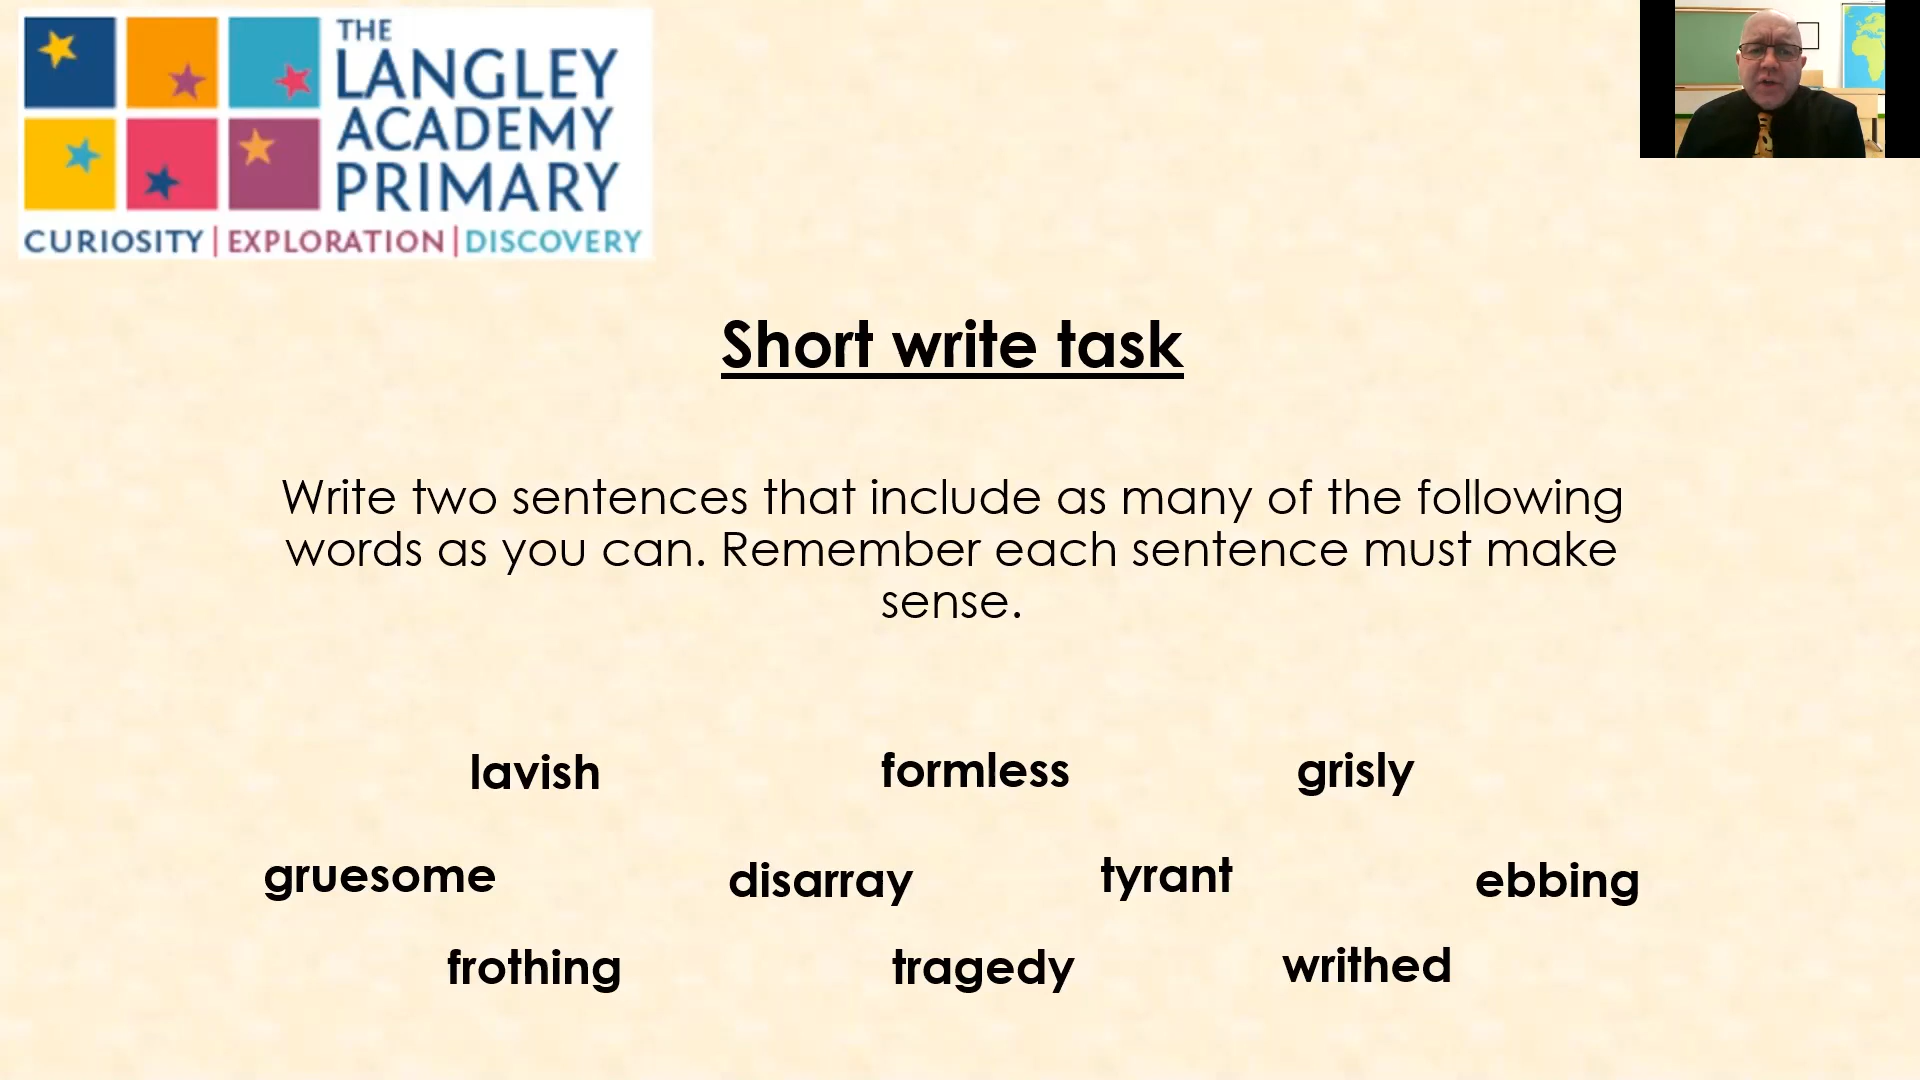 THE
LANGLEY
ACADEMY
PRIMARY
CURIOSITY | EXPLORATION | DISCOVERY
Short write task
Write two sentences that include as many of the following
words as you can. Remember each sentence must make
sense.
lavish formless grisly
gruesome disarray tyrant ebbing
frothing tragedy writhed